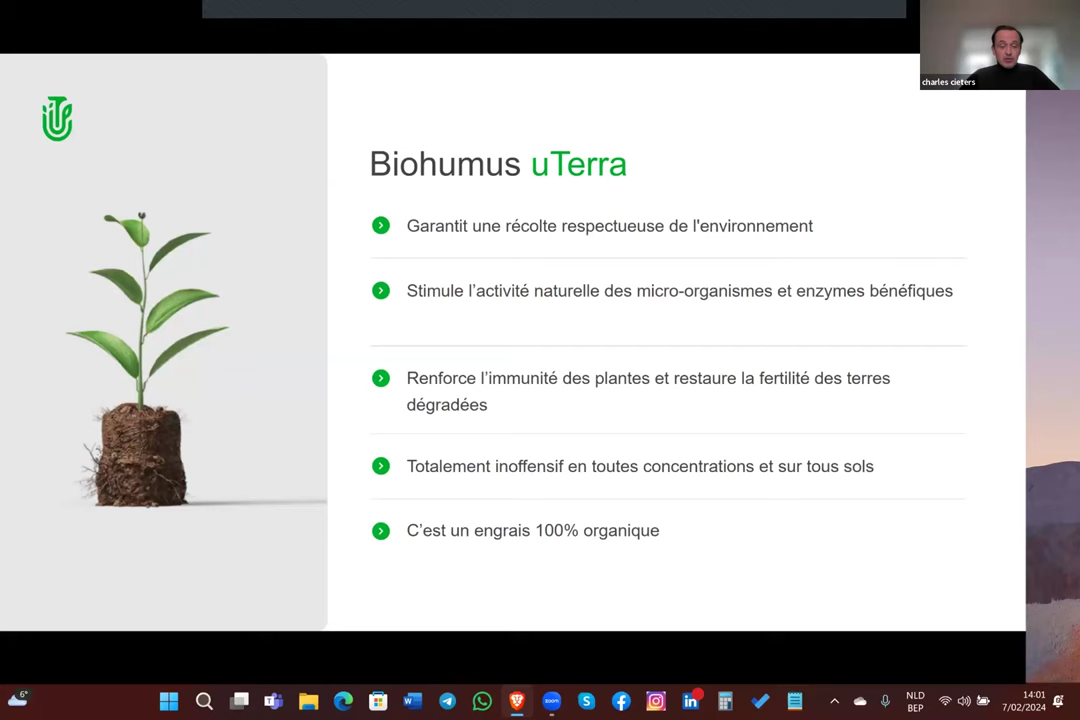 charles cieters
Biohumus uTerra
Garantit une récolte respectueuse de l'environnement
Stimule l’activité naturelle des micro-organismes et enzymes bénéfiques
Renforce l’immunité des plantes et restaure la fertilité des terres
dégradées
Totalement inoffensif en toutes concentrations et sur tous sols
C’est un engrais 100% organique
6°
zoom
NLD
BEP
14:01
7/02/2024